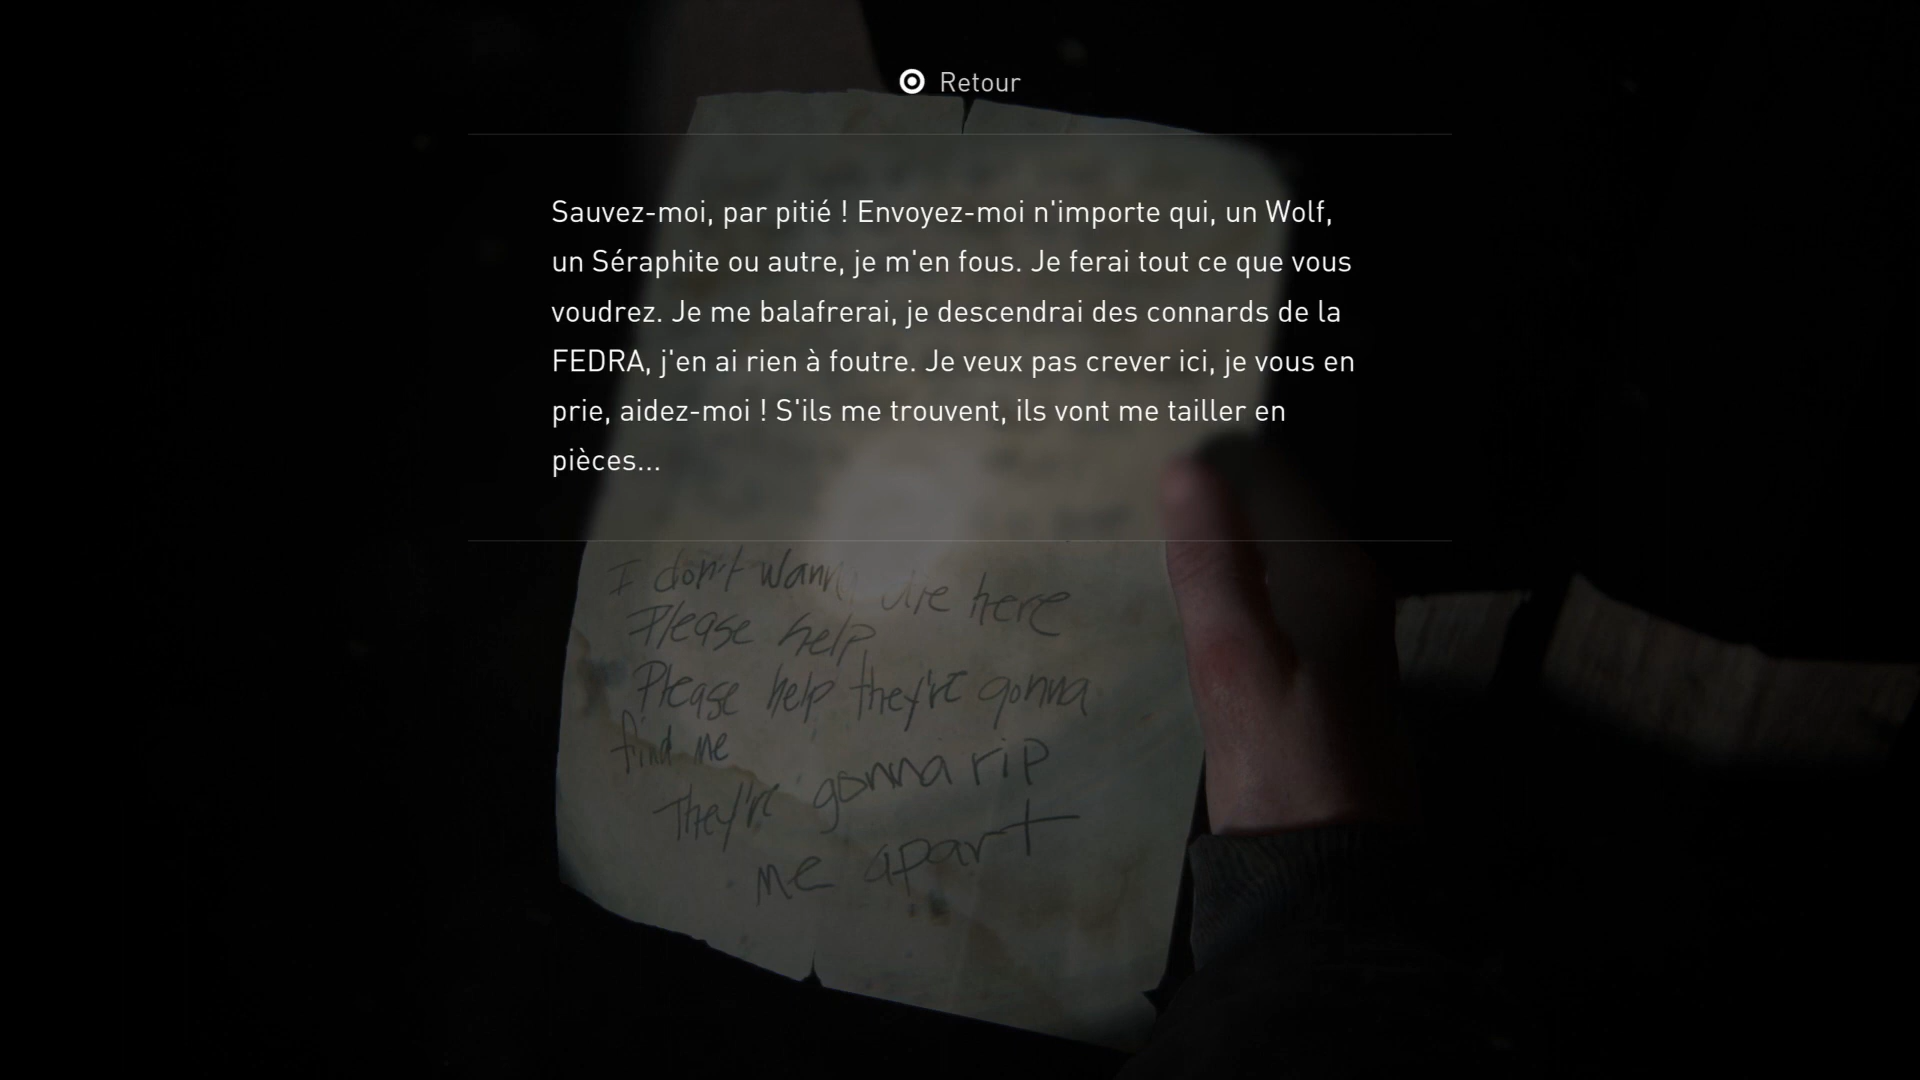 Retour
Sauvez-moi, par pitié ! Envoyez-moi n'importe qui, un Wolf,
un Séraphite ou autre, je m'en fous. Je ferai tout ce que vous
voudrez. Je me balafrerai, je descendrai des connards de la
FEDRA, j'en ai rien à foutre. Je veux pas crever ici, je vous en
prie, aidez-moi ! S'ils me trouvent, ils vont me tailler en
pièces...
I don't wanna die here
Please help
Please help they're gonna
find me
They're gonna rip
me apart